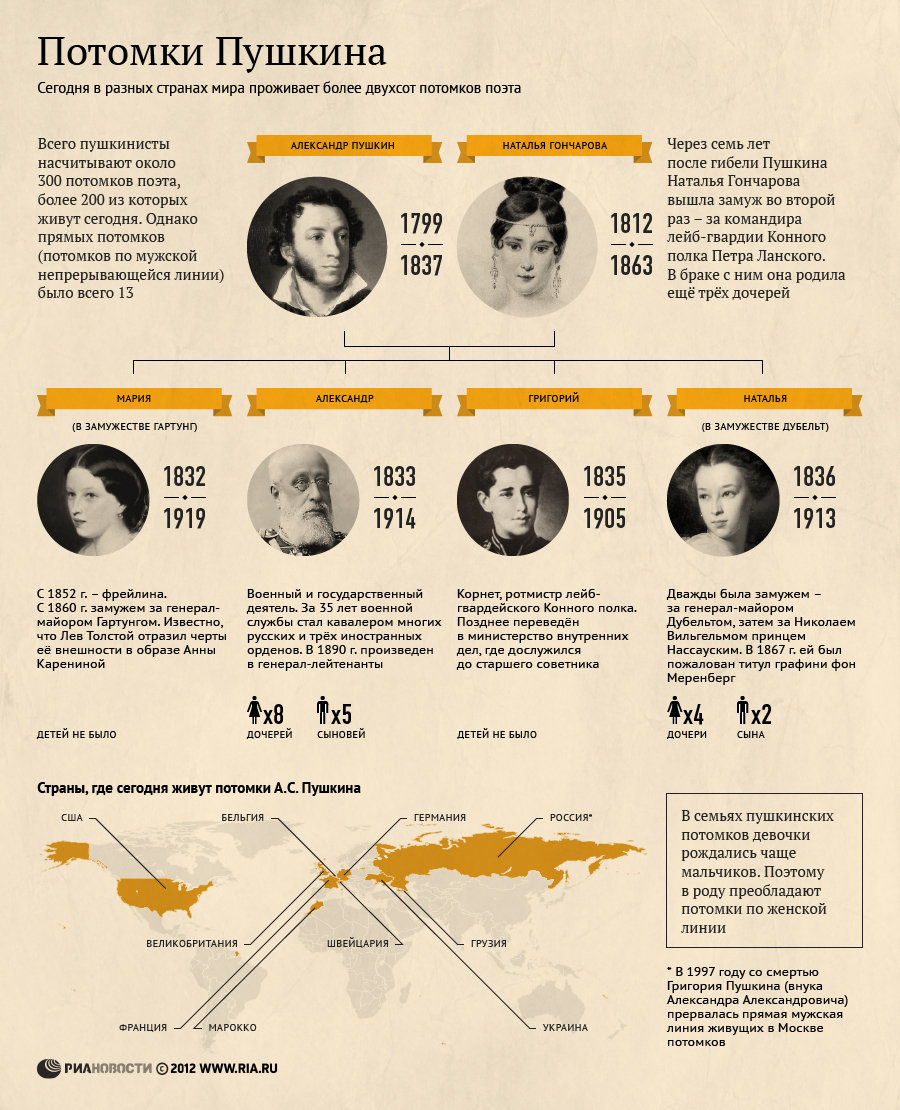 Потомки Пушкина
Сегодня в разных странах мира проживает более двухсот потомков поэта
Всего пушкинисты
насчитывают около
300 потомков поэта,
более 200 из которых
живут сегодня. Однако
прямых потомков
(потомков по мужской
непрерывающейся линии)
было всего 13
АЛЕКСАНДР ПУШКИН
1799
1837
НАТАЛЬЯ ГОНЧАРОВА
1812
1863
Через семь лет
после гибели Пушкина
Наталья Гончарова
вышла замуж во второй
раз – за командира
лейб-гвардии Конного
полка Петра Ланского.
В браке с ним она родила
ещё трёх дочерей
МАРИЯ
(В ЗАМУЖЕСТВЕ ГАРТУНГ)
1832
1919
С 1852 г. – фрейлина.
С 1860 г. замужем за генерал-
майором Гартунгом. Известно,
что Лев Толстой отразил черты
её внешности в образе Анны
Карениной
ДЕТЕЙ НЕ БЫЛО
АЛЕКСАНДР
1833
1914
Военный и государственный
деятель. За 35 лет военной
службы стал кавалером многих
русских и трёх иностранных
орденов. В 1890 г. произведен
в генерал-лейтенанты
x8
ДОЧЕРЕЙ
x5
СЫНОВЕЙ
ГРИГОРИЙ
1835
1905
Корнет, ротмистр лейб-
гвардейского Конного полка.
Позднее переведён
в министерство внутренних
дел, где дослужился
до старшего советника
ДЕТЕЙ НЕ БЫЛО
НАТАЛЬЯ
(В ЗАМУЖЕСТВЕ ДУБЕЛЬТ)
1836
1913
Дважды была замужем –
за генерал-майором
Дубельтом, затем за Николаем
Вильгельмом принцем
Нассауским. В 1867 г. ей был
пожалован титул графини фон
Меренберг
x4
ДОЧЕРИ
x2
СЫНА
Страны, где сегодня живут потомки А.С. Пушкина
США
БЕЛЬГИЯ
ГЕРМАНИЯ
РОССИЯ*
ВЕЛИКОБРИТАНИЯ
ШВЕЙЦАРИЯ
ГРУЗИЯ
ФРАНЦИЯ
МАРОККО
УКРАИНА
В семьях пушкинских
потомков девочки
рождались чаще
мальчиков. Поэтому
в роду преобладают
потомки по женской
линии
* В 1997 году со смертью
Григория Пушкина (внука
Александра Александровича)
прервалась прямая мужская
линия живущих в Москве
потомков
РИАНОВОСТИ © 2012 WWW.RIA.RU